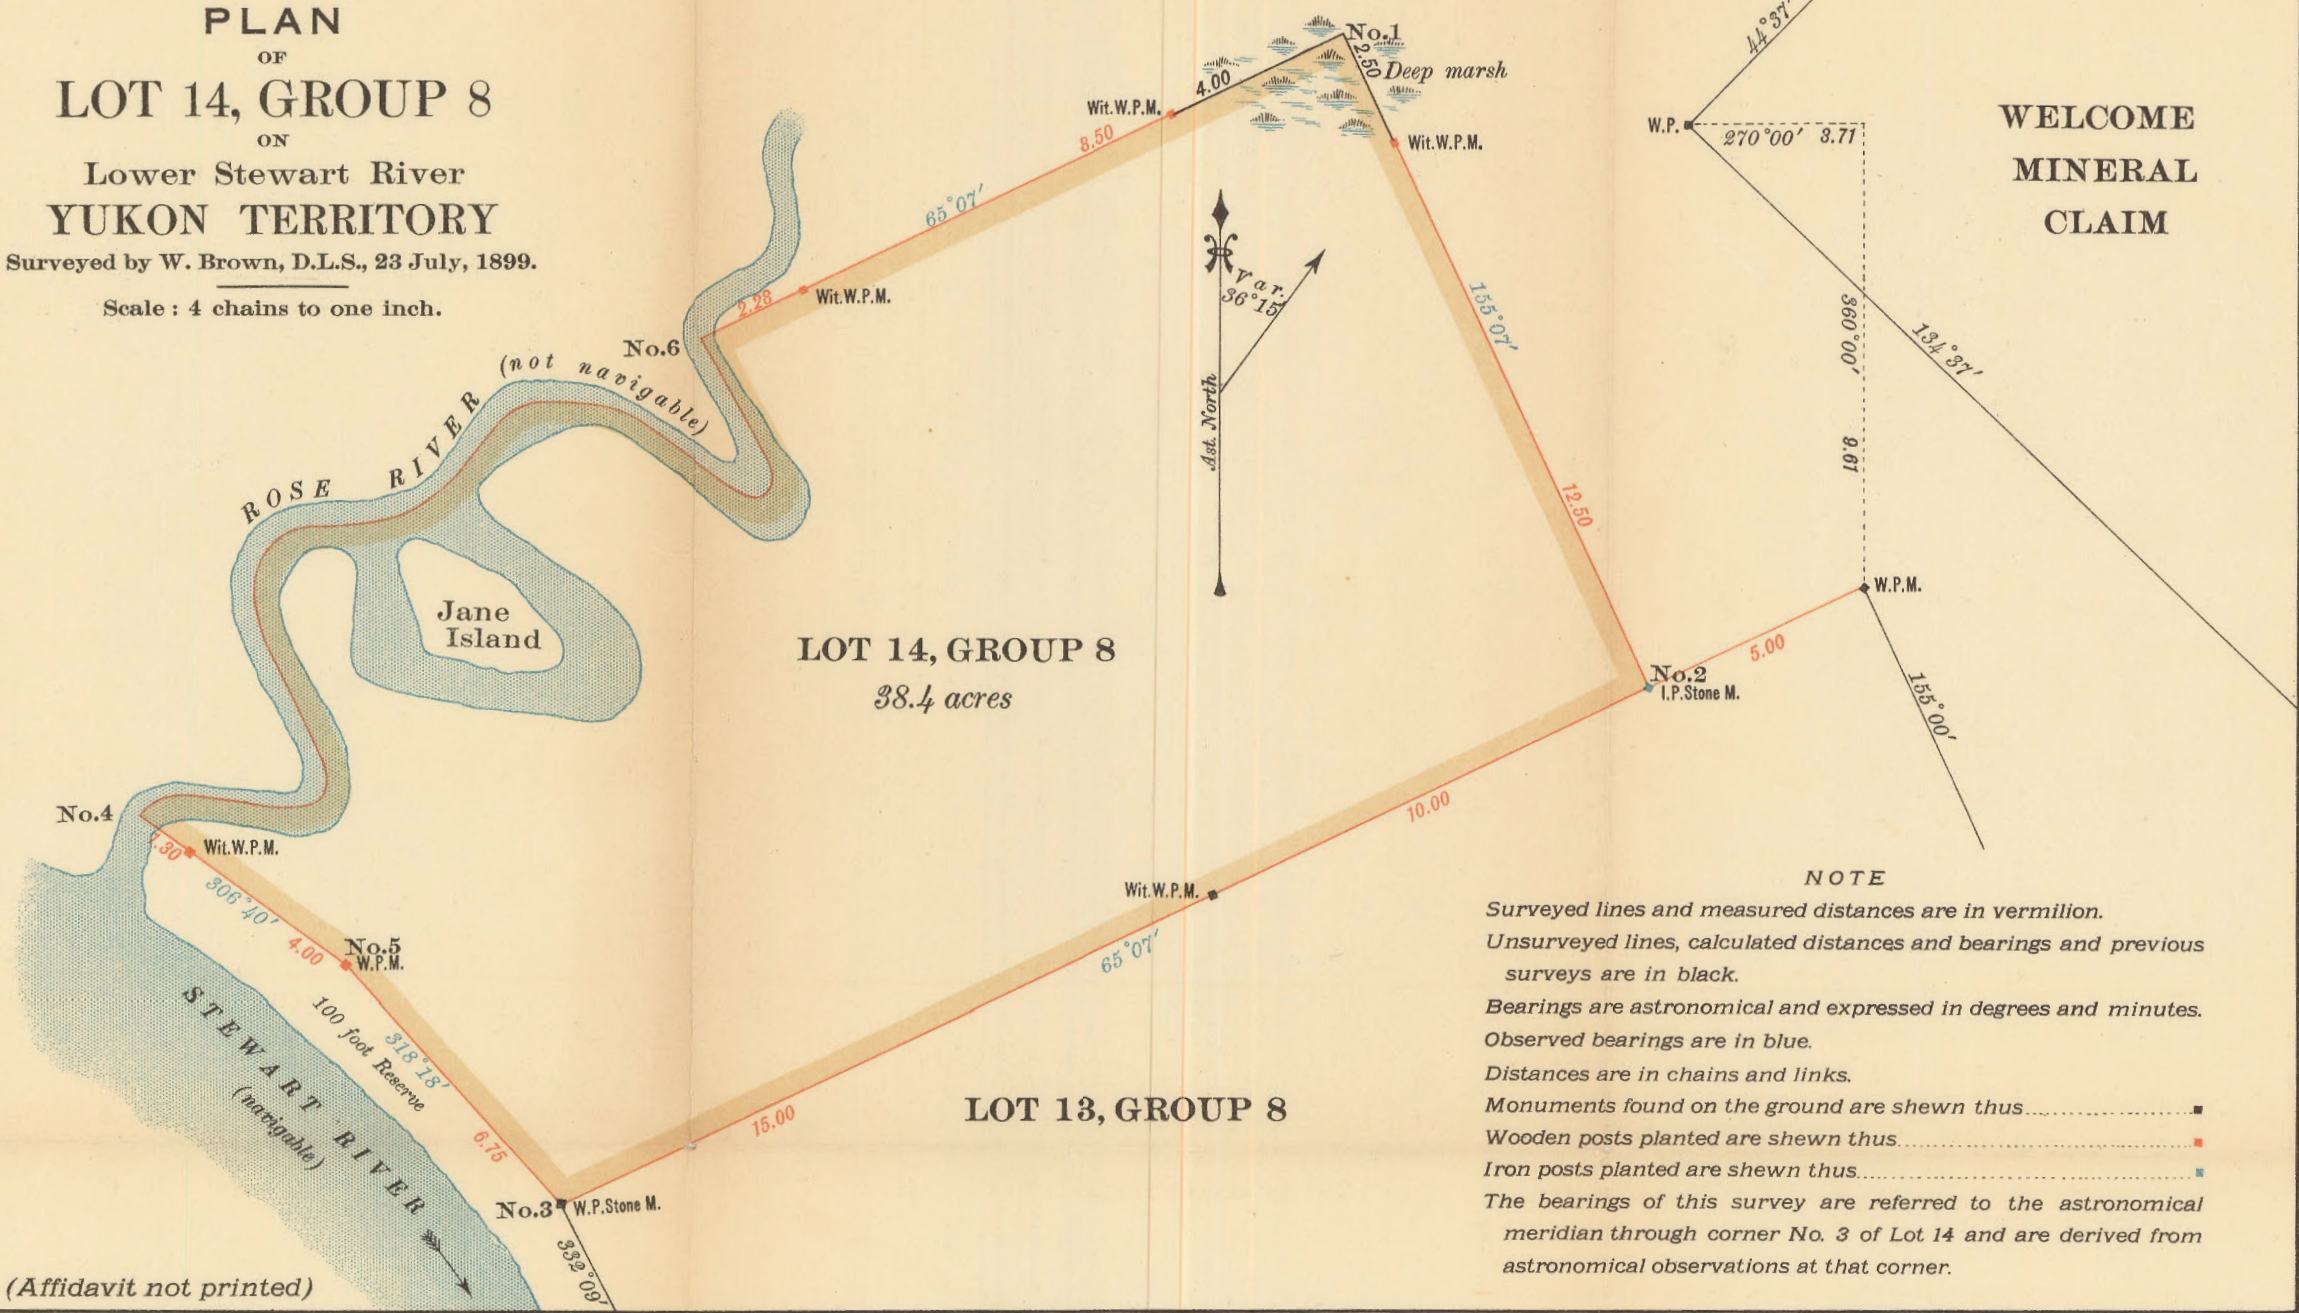 PLAN
OF
LOT 14, GROUP 8
ON
Lower Stewart River
YUKON TERRITORY
Surveyed by W. Brown, D.L.S., 23 July, 1899.
Scale : 4 chains to one inch.
No.1
2.50
Deep marsh
4.00
Wit.W.P.M.
8.50
Wit.W.P.M.
65°07'
2.28
Wit.W.P.M.
No.6
Var.
36°15'
Ast. North
155°07'
12.50
44°37'
W.P.
270°00' 3.71
WELCOME
MINERAL
CLAIM
360°00' 9.61
134°37'
W.P.M.
5.00
155°00'
No.2
I.P.Stone M.
ROSE RIVER (not navigable)
Jane
Island
LOT 14, GROUP 8
38.4 acres
10.00
Wit.W.P.M.
65°07'
15.00
No.4
1.30
Wit.W.P.M.
306°40'
4.00
No.5
W.P.M.
100 foot Reserve
318°18'
6.75
STEWART RIVER
(navigable)
No.3
W.P.Stone M.
332°09'
LOT 13, GROUP 8
(Affidavit not printed)
NOTE
Surveyed lines and measured distances are in vermilion.
Unsurveyed lines, calculated distances and bearings and previous
surveys are in black.
Bearings are astronomical and expressed in degrees and minutes.
Observed bearings are in blue.
Distances are in chains and links.
Monuments found on the ground are shewn thus
Wooden posts planted are shewn thus
Iron posts planted are shewn thus
The bearings of this survey are referred to the astronomical
meridian through corner No. 3 of Lot 14 and are derived from
astronomical observations at that corner.